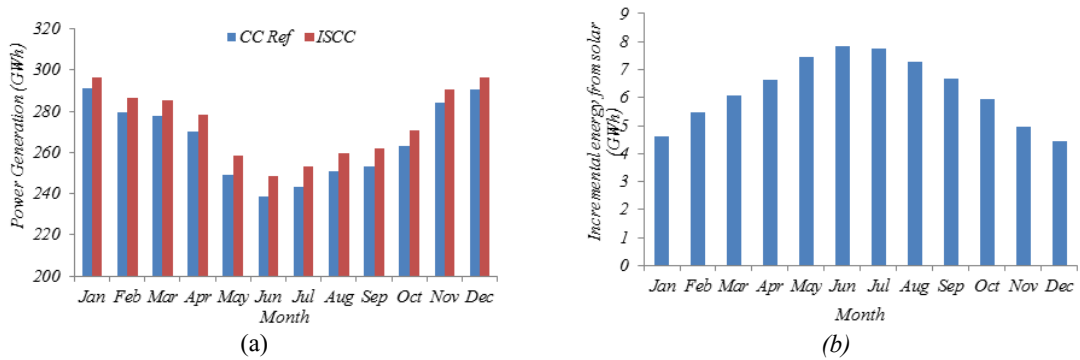 320
300
280
260
240
220
200
Power Generation (GWh)
CC Ref ISCC
Jan Feb Mar Apr May Jun Jul Aug Sep Oct Nov Dec
Month
(a)
9
8
7
6
5
4
3
2
1
0
Incremental energy from solar
(GWh)
Jan Feb Mar Apr May Jun Jul Aug Sep Oct Nov Dec
Month
(b)